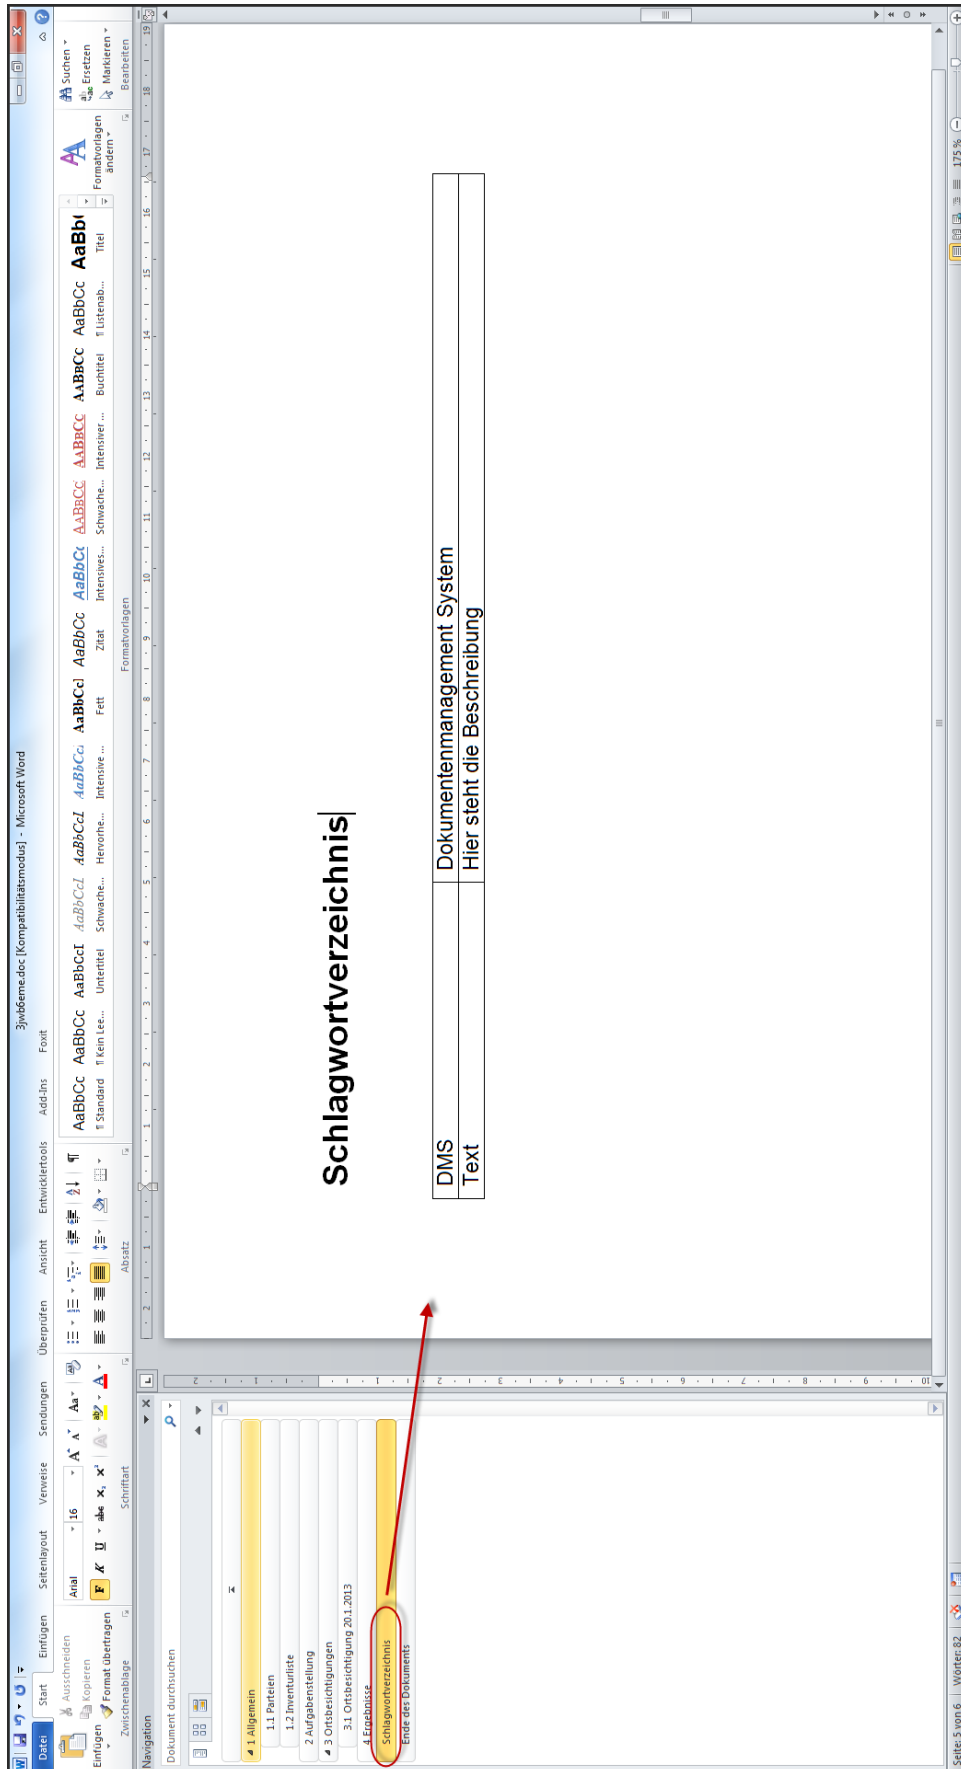 3jwb6eme.doc [Kompatibilitätsmodus] - Microsoft Word
Datei Start Einfügen Seitenlayout Verweise Sendungen Überprüfen Ansicht Entwicklertools Add-Ins Foxit
Einfügen
Ausschneiden
Kopieren
Format übertragen
Zwischenablage
Arial 16
F K U abc x₂ x² Aa
Schriftart
Absatz
AaBbCc AaBbCc AaBbCcI AaBbCcL AaBbCcL AaBbCc. AaBbCcI AaBbCc AaBbCc AABBCC AABBCC AABBCC AaBbCc AaBb(
¶ Standard ¶ Kein Lee... Untertitel Schwache... Hervorhe... Intensive ... Fett Zitat Intensives... Schwache... Intensiver ... Buchtitel ¶ Listenab... Titel
Formatvorlagen
Formatvorlagen ändern
Suchen
Ersetzen
Markieren
Bearbeiten
Navigation
Dokument durchsuchen
1 Allgemein
1.1 Parteien
1.2 Inventurliste
2 Aufgabenstellung
3 Ortsbesichtigungen
3.1 Ortsbesichtigung 20.1.2013
4 Ergebnisse
Schlagwortverzeichnis
Ende des Dokuments
Schlagwortverzeichnis
DMS Dokumentenmanagement System
Text Hier steht die Beschreibung
Seite: 5 von 6 Wörter: 82 175 %